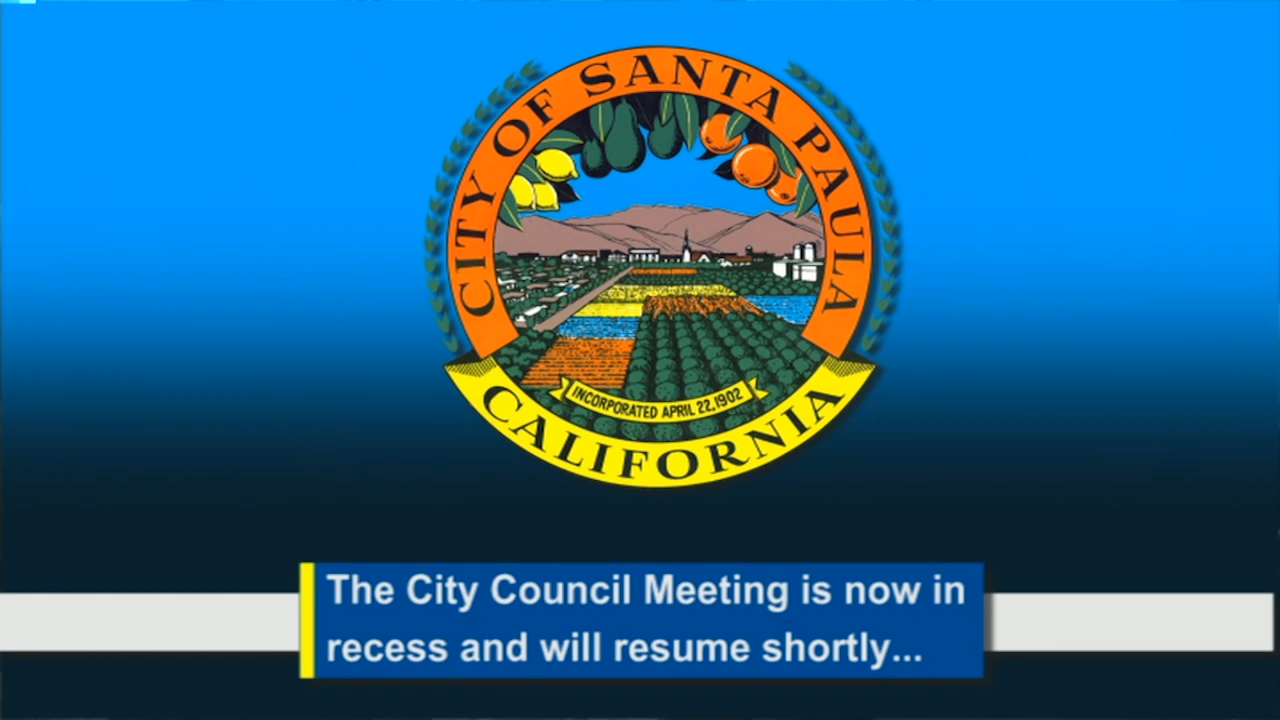 CITY OF SANTA PAULA
INCORPORATED APRIL 22,1902
CALIFORNIA
The City Council Meeting is now in
recess and will resume shortly...